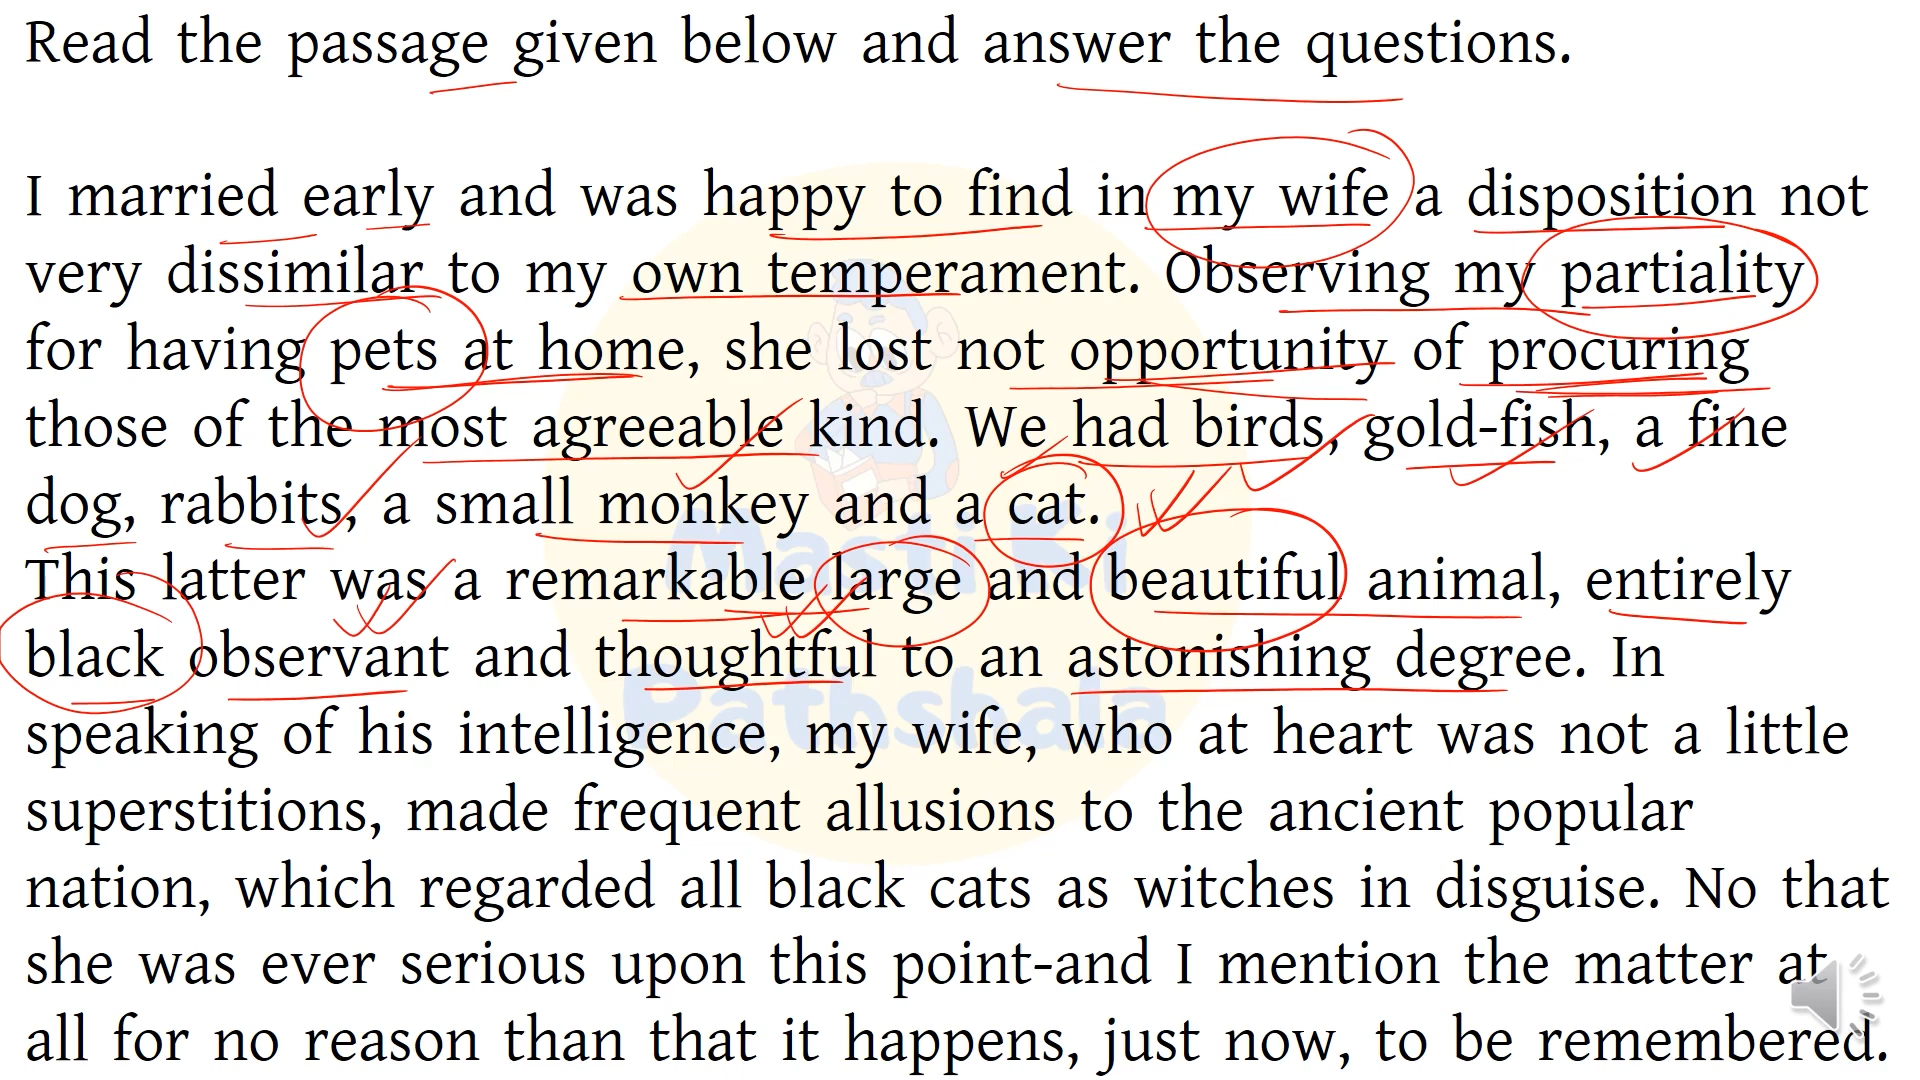 Read the passage given below and answer the questions.
I married early and was happy to find in my wife a disposition not
very dissimilar to my own temperament. Observing my partiality
for having pets at home, she lost not opportunity of procuring
those of the most agreeable kind. We had birds, gold-fish, a fine
dog, rabbits, a small monkey and a cat.
This latter was a remarkable large and beautiful animal, entirely
black observant and thoughtful to an astonishing degree. In
speaking of his intelligence, my wife, who at heart was not a little
superstitions, made frequent allusions to the ancient popular
nation, which regarded all black cats as witches in disguise. No that
she was ever serious upon this point-and I mention the matter at
all for no reason than that it happens, just now, to be remembered.
Masti Ki
Pathshala